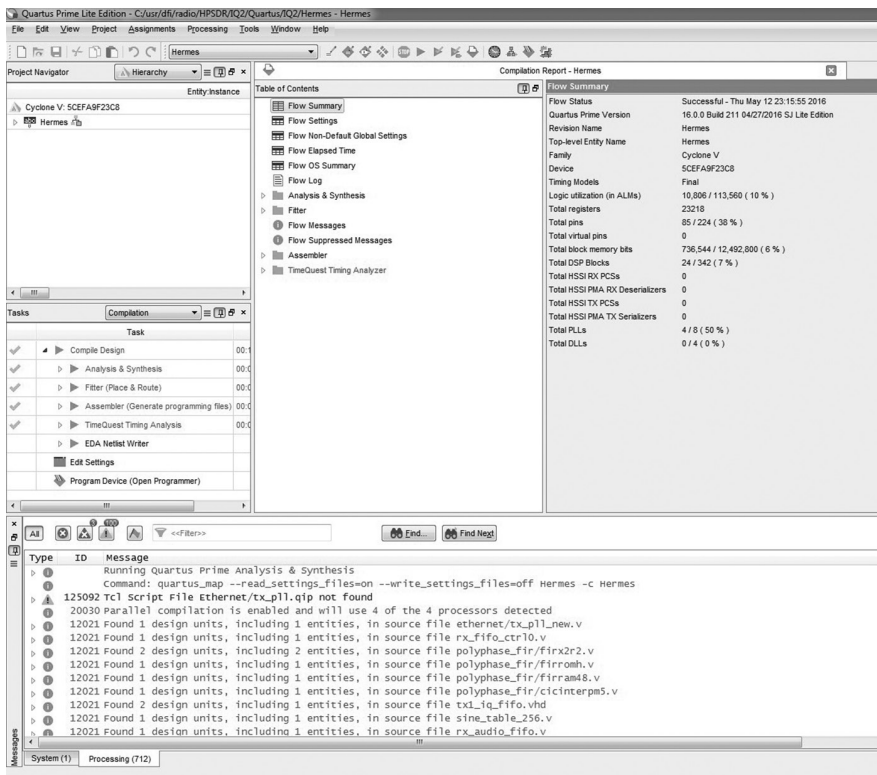 Quartus Prime Lite Edition - C:/usr/dfi/radio/HPSDR/IQ2/Quartus/IQ2/Hermes - Hermes
File Edit View Project Assignments Processing Tools Window Help
Hermes
Project Navigator
Hierarchy
Entity:Instance
Cyclone V: 5CEFA9F23C8
Hermes
Tasks
Compilation
Task
Compile Design 00:1
Analysis & Synthesis 00:0
Fitter (Place & Route) 00:0
Assembler (Generate programming files) 00:0
TimeQuest Timing Analysis 00:0
EDA Netlist Writer
Edit Settings
Program Device (Open Programmer)
Compilation Report - Hermes
Table of Contents
Flow Summary
Flow Settings
Flow Non-Default Global Settings
Flow Elapsed Time
Flow OS Summary
Flow Log
Analysis & Synthesis
Fitter
Flow Messages
Flow Suppressed Messages
Assembler
TimeQuest Timing Analyzer
Flow Summary
Flow Status Successful - Thu May 12 23:15:55 2016
Quartus Prime Version 16.0.0 Build 211 04/27/2016 SJ Lite Edition
Revision Name Hermes
Top-level Entity Name Hermes
Family Cyclone V
Device 5CEFA9F23C8
Timing Models Final
Logic utilization (in ALMs) 10,806 / 113,560 ( 10 % )
Total registers 23218
Total pins 85 / 224 ( 38 % )
Total virtual pins 0
Total block memory bits 736,544 / 12,492,800 ( 6 % )
Total DSP Blocks 24 / 342 ( 7 % )
Total HSSI RX PCSs 0
Total HSSI PMA RX Deserializers 0
Total HSSI TX PCSs 0
Total HSSI PMA TX Serializers 0
Total PLLs 4 / 8 ( 50 % )
Total DLLs 0 / 4 ( 0 % )
All
<<Filter>>
Find...
Find Next
Type ID Message
Running Quartus Prime Analysis & Synthesis
Command: quartus_map --read_settings_files=on --write_settings_files=off Hermes -c Hermes
125092 Tcl Script File Ethernet/tx_pll.qip not found
20030 Parallel compilation is enabled and will use 4 of the 4 processors detected
12021 Found 1 design units, including 1 entities, in source file ethernet/tx_pll_new.v
12021 Found 1 design units, including 1 entities, in source file rx_fifo_ctrl0.v
12021 Found 2 design units, including 2 entities, in source file polyphase_fir/firx2r2.v
12021 Found 1 design units, including 1 entities, in source file polyphase_fir/firromh.v
12021 Found 1 design units, including 1 entities, in source file polyphase_fir/firram48.v
12021 Found 1 design units, including 1 entities, in source file polyphase_fir/cicinterpm5.v
12021 Found 2 design units, including 1 entities, in source file tx1_iq_fifo.vhd
12021 Found 1 design units, including 1 entities, in source file sine_table_256.v
12021 Found 1 design units, including 1 entities, in source file rx_audio_fifo.v
Messages
System (1) Processing (712)